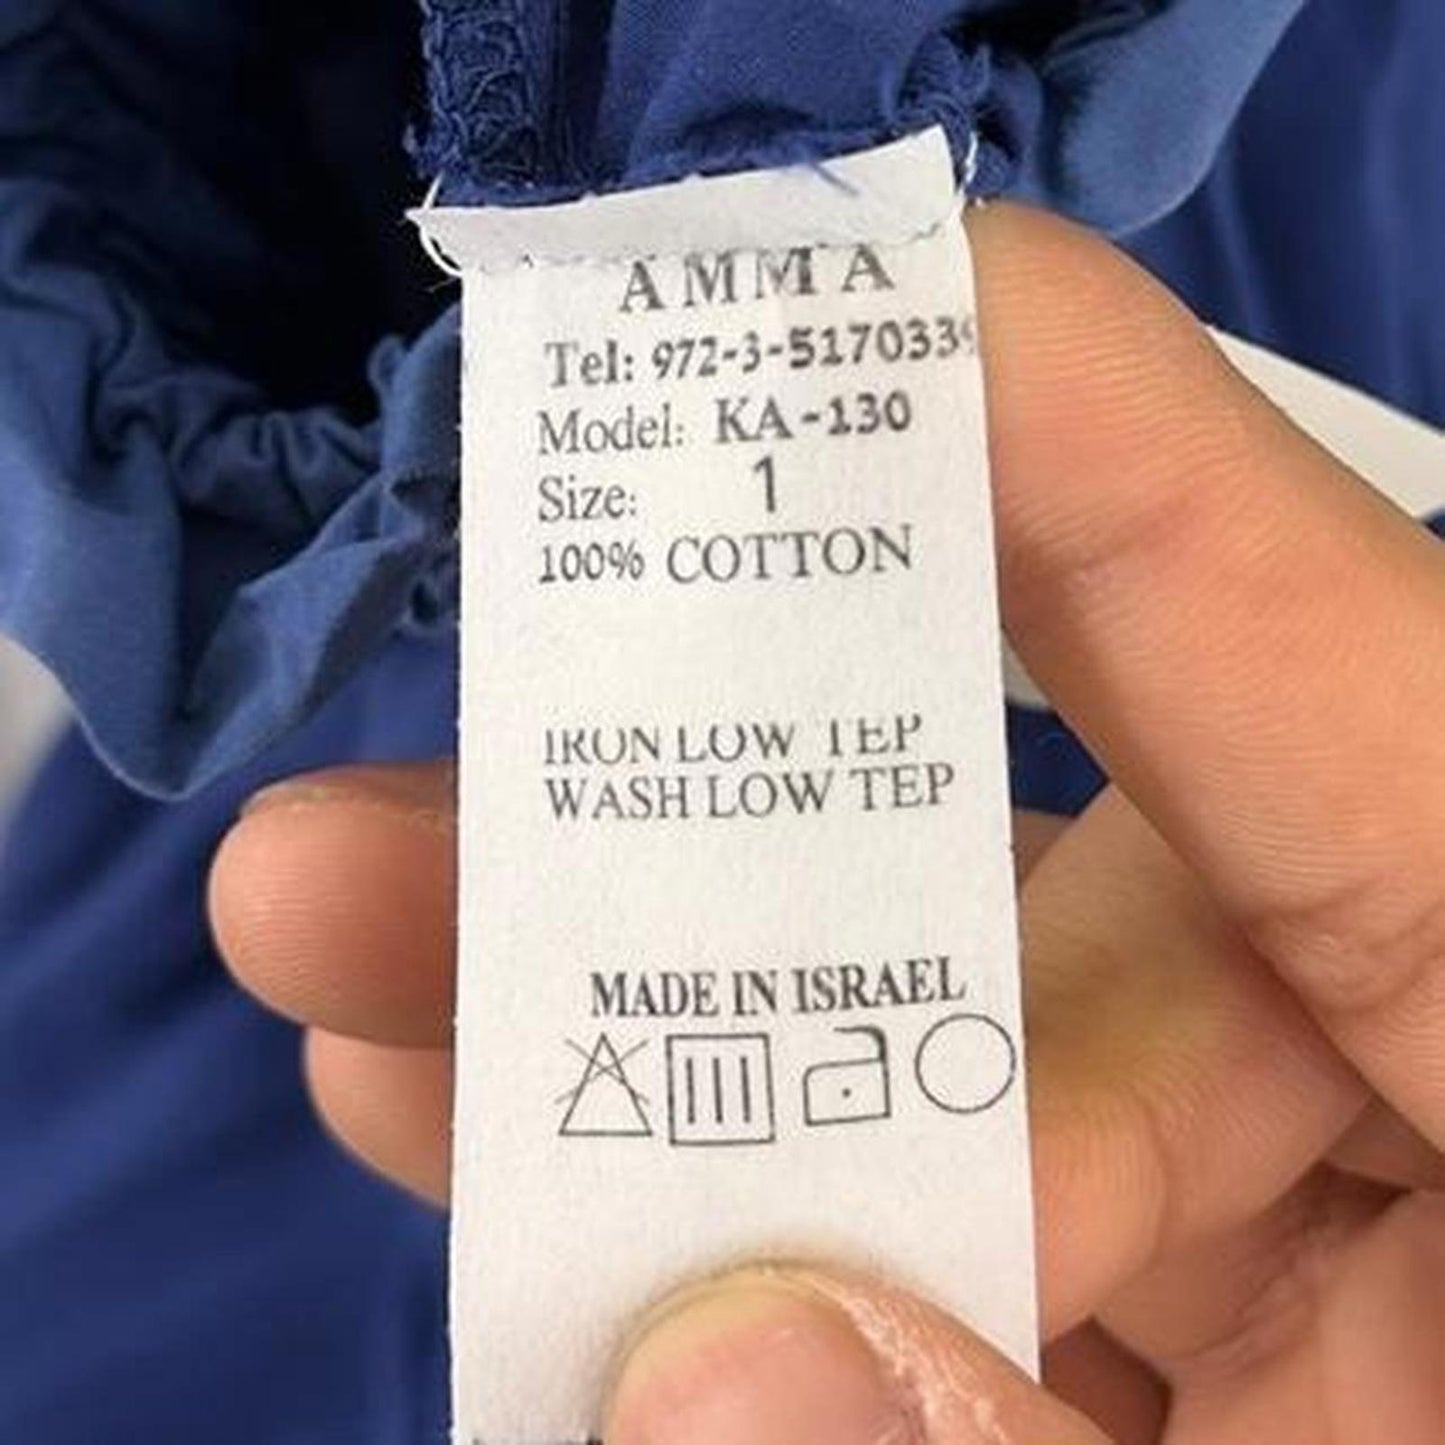 AMMA
Tel: 972-3-5170339
Model: KA-130
Size: 1
100% COTTON
IRON LOW TEP
WASH LOW TEP
MADE IN ISRAEL